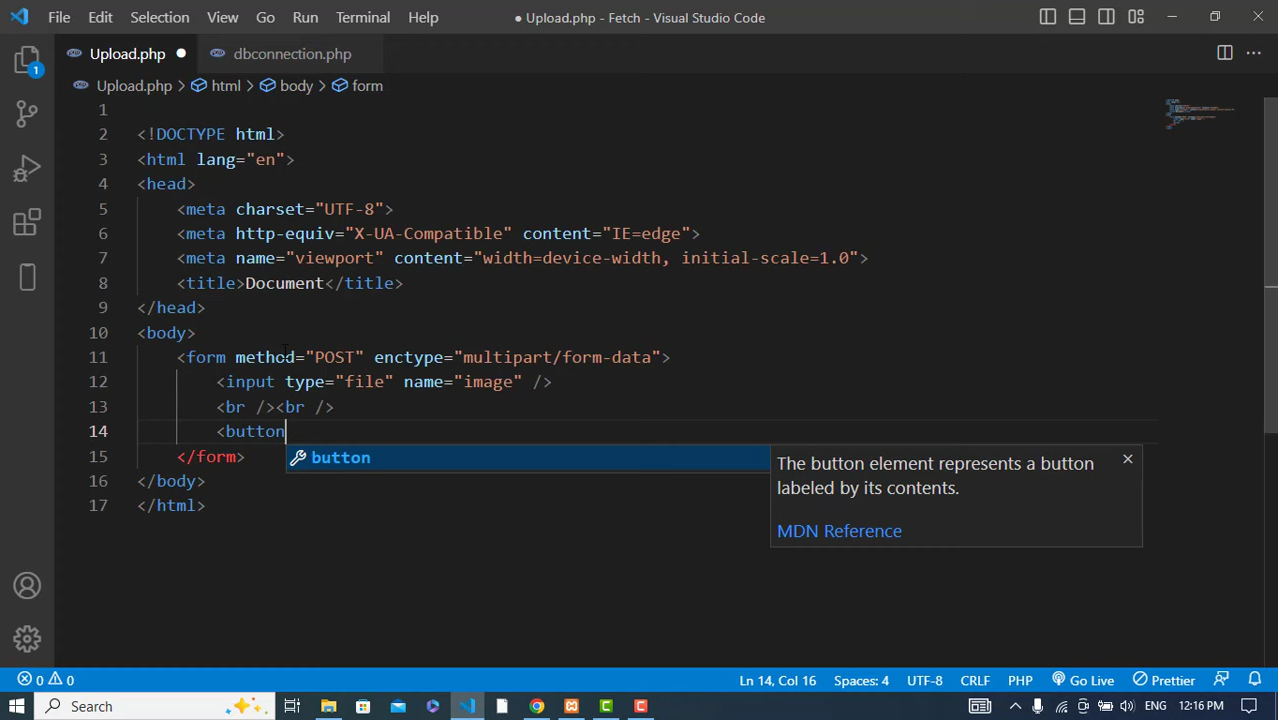 File Edit Selection View Go Run Terminal Help ● Upload.php - Fetch - Visual Studio Code
Upload.php ● dbconnection.php
Upload.php > html > body > form
1
2 <!DOCTYPE html>
3 <html lang="en">
4 <head>
5 <meta charset="UTF-8">
6 <meta http-equiv="X-UA-Compatible" content="IE=edge">
7 <meta name="viewport" content="width=device-width, initial-scale=1.0">
8 <title>Document</title>
9 </head>
10 <body>
11 <form method="POST" enctype="multipart/form-data">
12 <input type="file" name="image" />
13 <br /><br />
14 <button
15 </form>
16 </body>
17 </html>
button
The button element represents a button
labeled by its contents.
MDN Reference
1
0 0 Ln 14, Col 16 Spaces: 4 UTF-8 CRLF PHP Go Live Prettier
Search ENG 12:16 PM